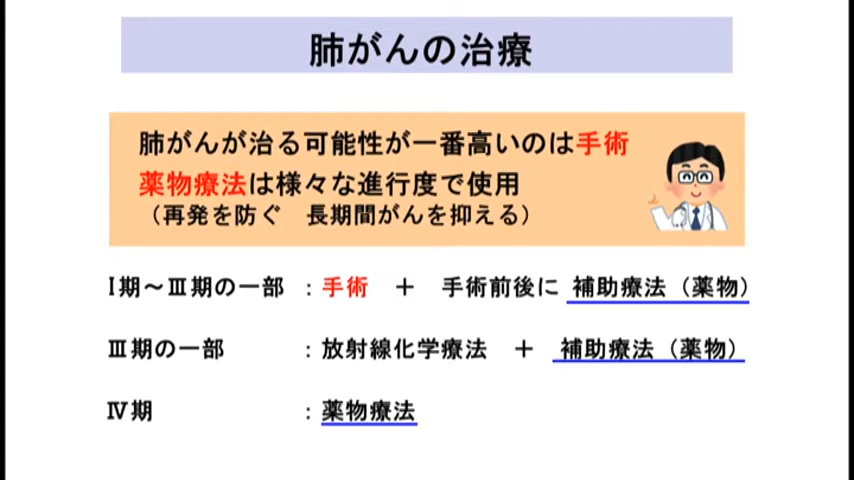 肺がんの治療
肺がんが治る可能性が一番高いのは手術
薬物療法は様々な進行度で使用
（再発を防ぐ　長期間がんを抑える）
Ⅰ期～Ⅲ期の一部　：手術　＋　手術前後に 補助療法（薬物）
Ⅲ期の一部　：放射線化学療法　＋　補助療法（薬物）
Ⅳ期　：薬物療法